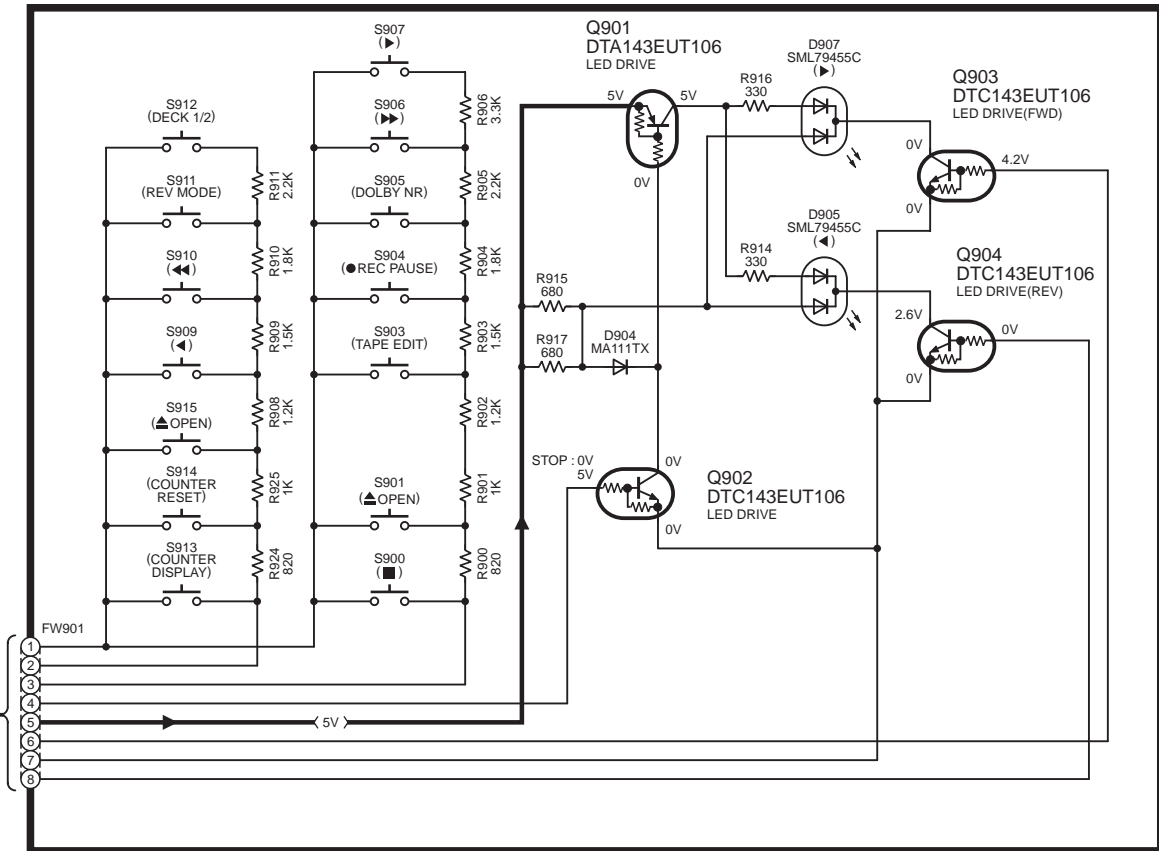 S907
(▶)
S906
(▶▶)
R906
3.3K
S905
(DOLBY NR)
R905
2.2K
S904
(●REC PAUSE)
R904
1.8K
S903
(TAPE EDIT)
R903
1.5K
R902
1.2K
S901
(⏏OPEN)
R901
1K
S900
(■)
R900
820
S912
(DECK 1/2)
S911
(REV MODE)
R911
2.2K
S910
(◀◀)
R910
1.8K
S909
(◀)
R909
1.5K
S915
(⏏OPEN)
R908
1.2K
S914
(COUNTER
RESET)
R925
1K
S913
(COUNTER
DISPLAY)
R924
820
Q901
DTA143EUT106
LED DRIVE
5V
5V
0V
R916
330
D907
SML79455C
(▶)
Q903
DTC143EUT106
LED DRIVE(FWD)
0V
4.2V
0V
R914
330
D905
SML79455C
(◀)
Q904
DTC143EUT106
LED DRIVE(REV)
2.6V
0V
0V
R915
680
R917
680
D904
MA111TX
STOP : 0V
5V
0V
0V
Q902
DTC143EUT106
LED DRIVE
FW901
1
2
3
4
5
5V
6
7
8